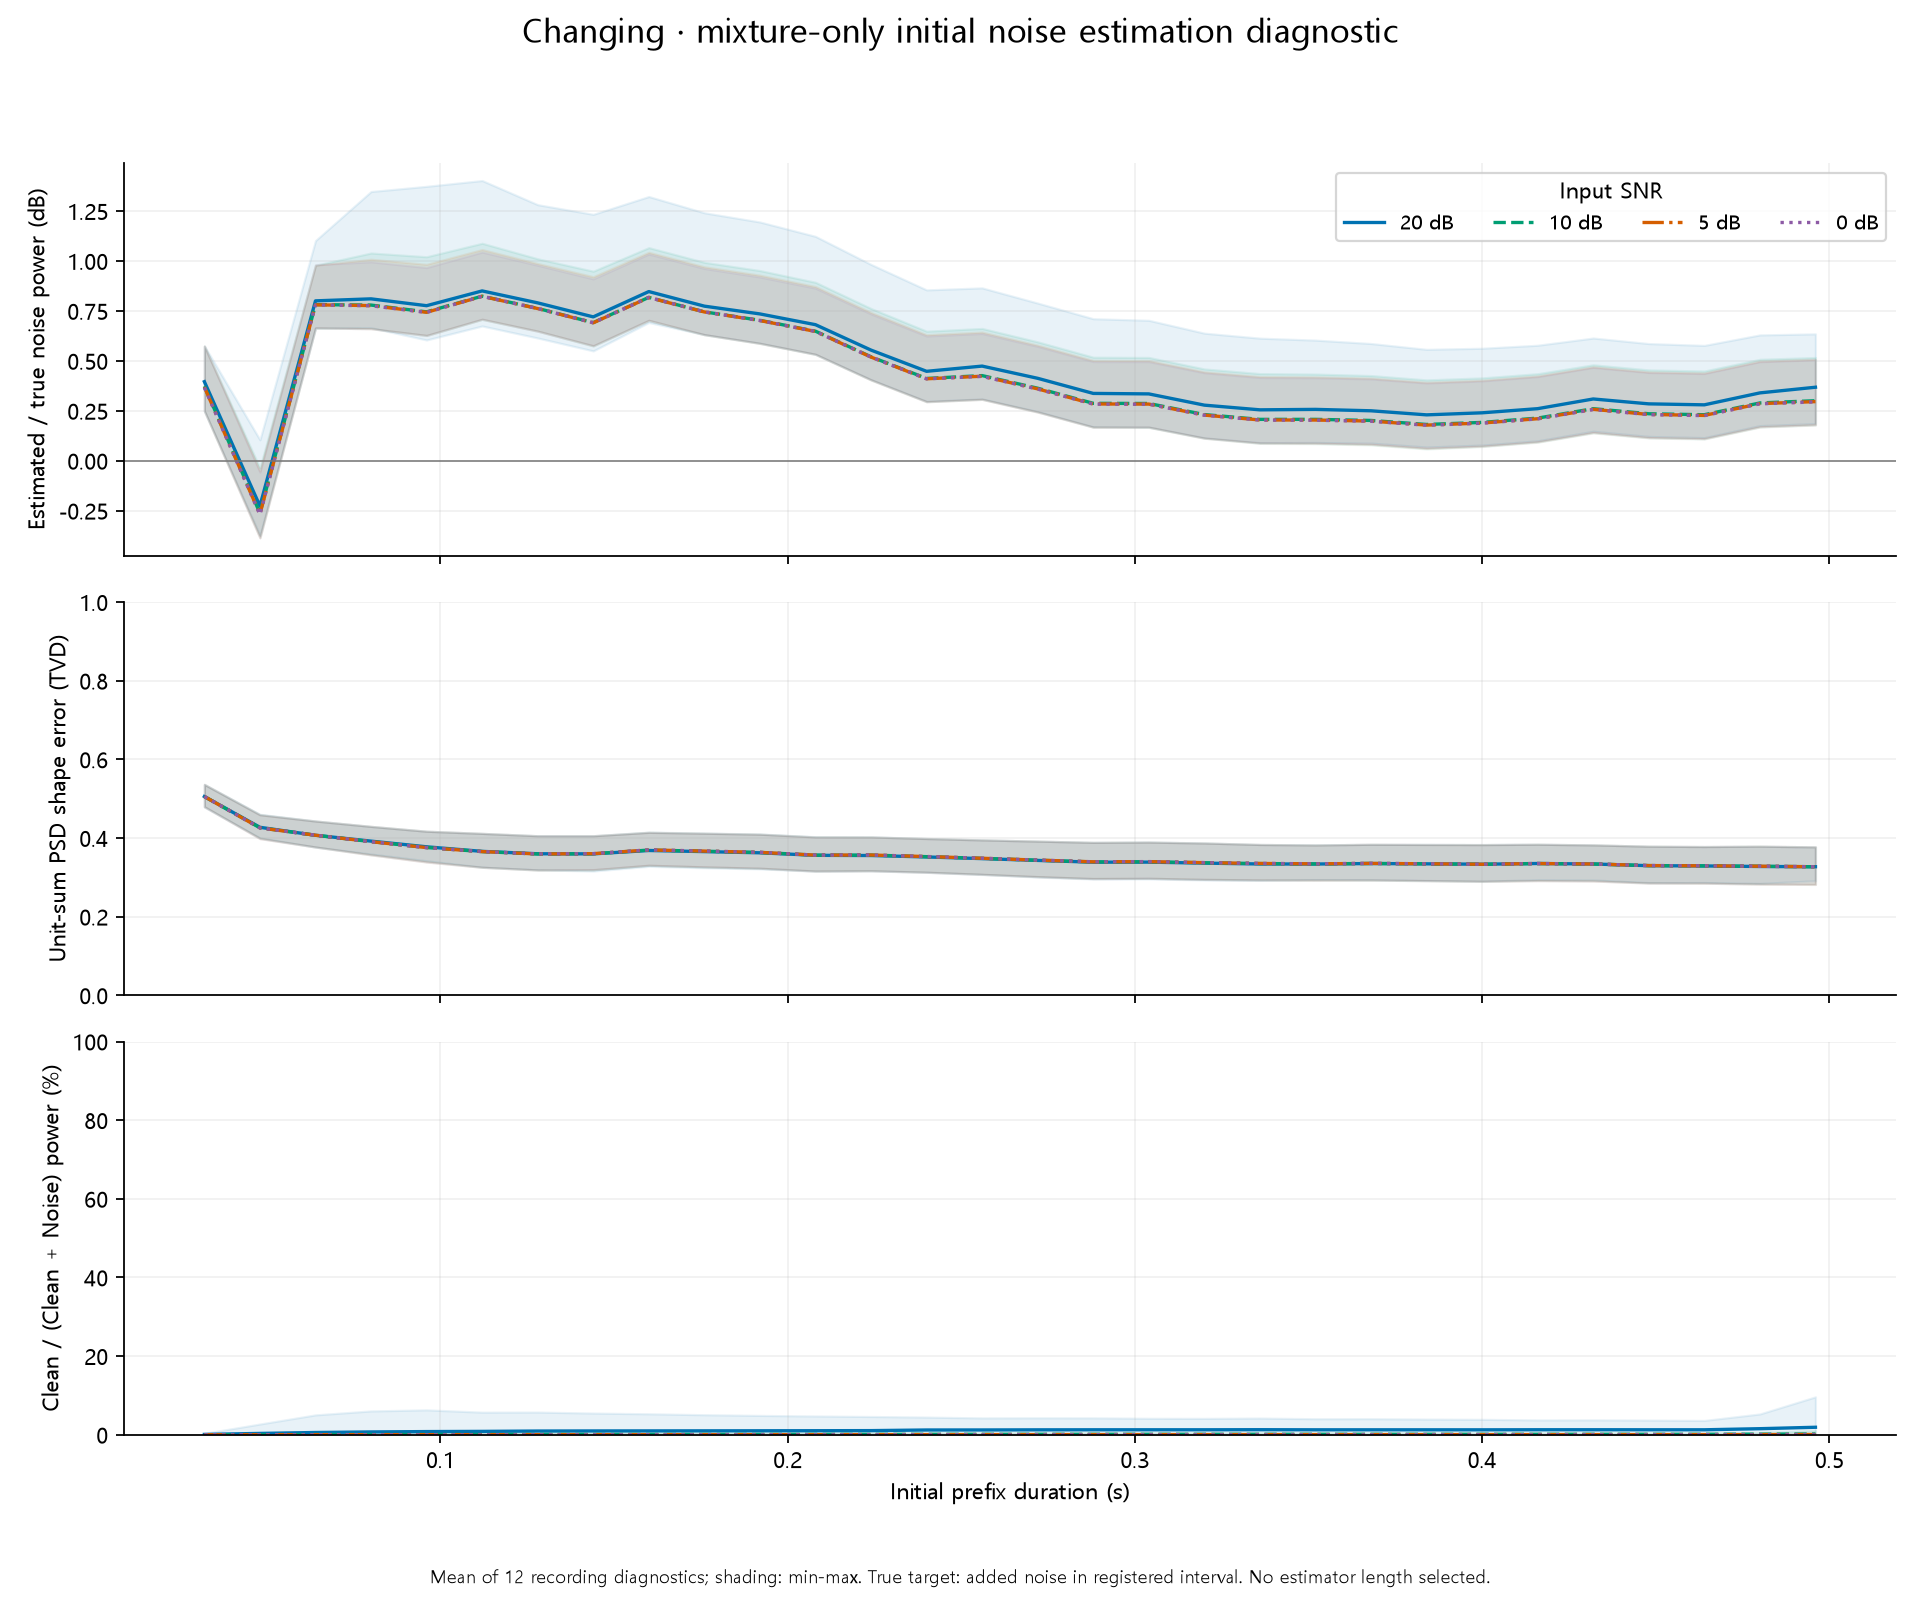 Changing · mixture-only initial noise estimation diagnostic
Estimated / true noise power (dB)
1.25
1.00
0.75
0.50
0.25
0.00
-0.25
Input SNR
20 dB
10 dB
5 dB
0 dB
Unit-sum PSD shape error (TVD)
1.0
0.8
0.6
0.4
0.2
0.0
Clean / (Clean + Noise) power (%)
100
80
60
40
20
0
0.1
0.2
0.3
0.4
0.5
Initial prefix duration (s)
Mean of 12 recording diagnostics; shading: min-max. True target: added noise in registered interval. No estimator length selected.